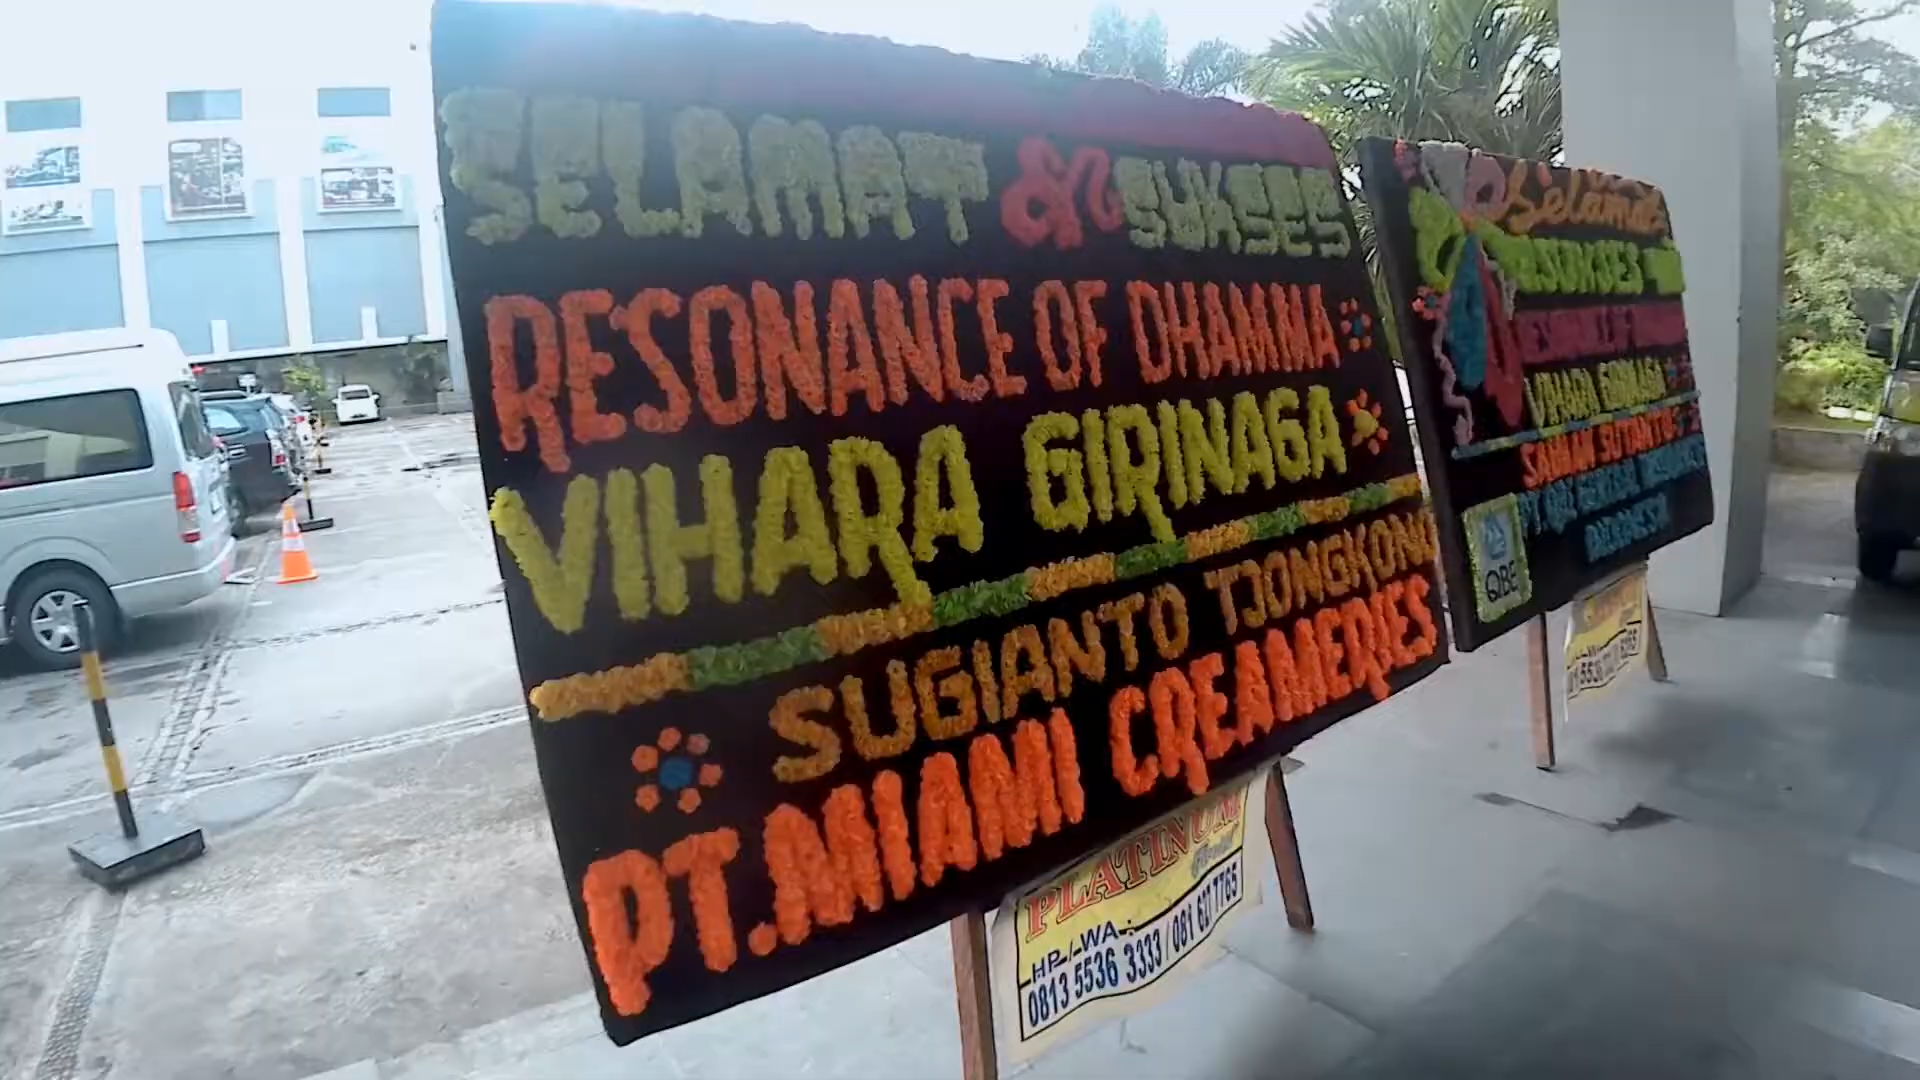 SELAMAT & SUKSES
RESONANCE OF DHAMMA
VIHARA GIRINAGA
SUGIANTO TJONGKONG
PT.MIAMI CREAMERIES
PLATINUM
HP/WA:
0813 5536 3333/081 627 7765
Selamat
SUKSES
VIHARA GIRINAGA
QBE